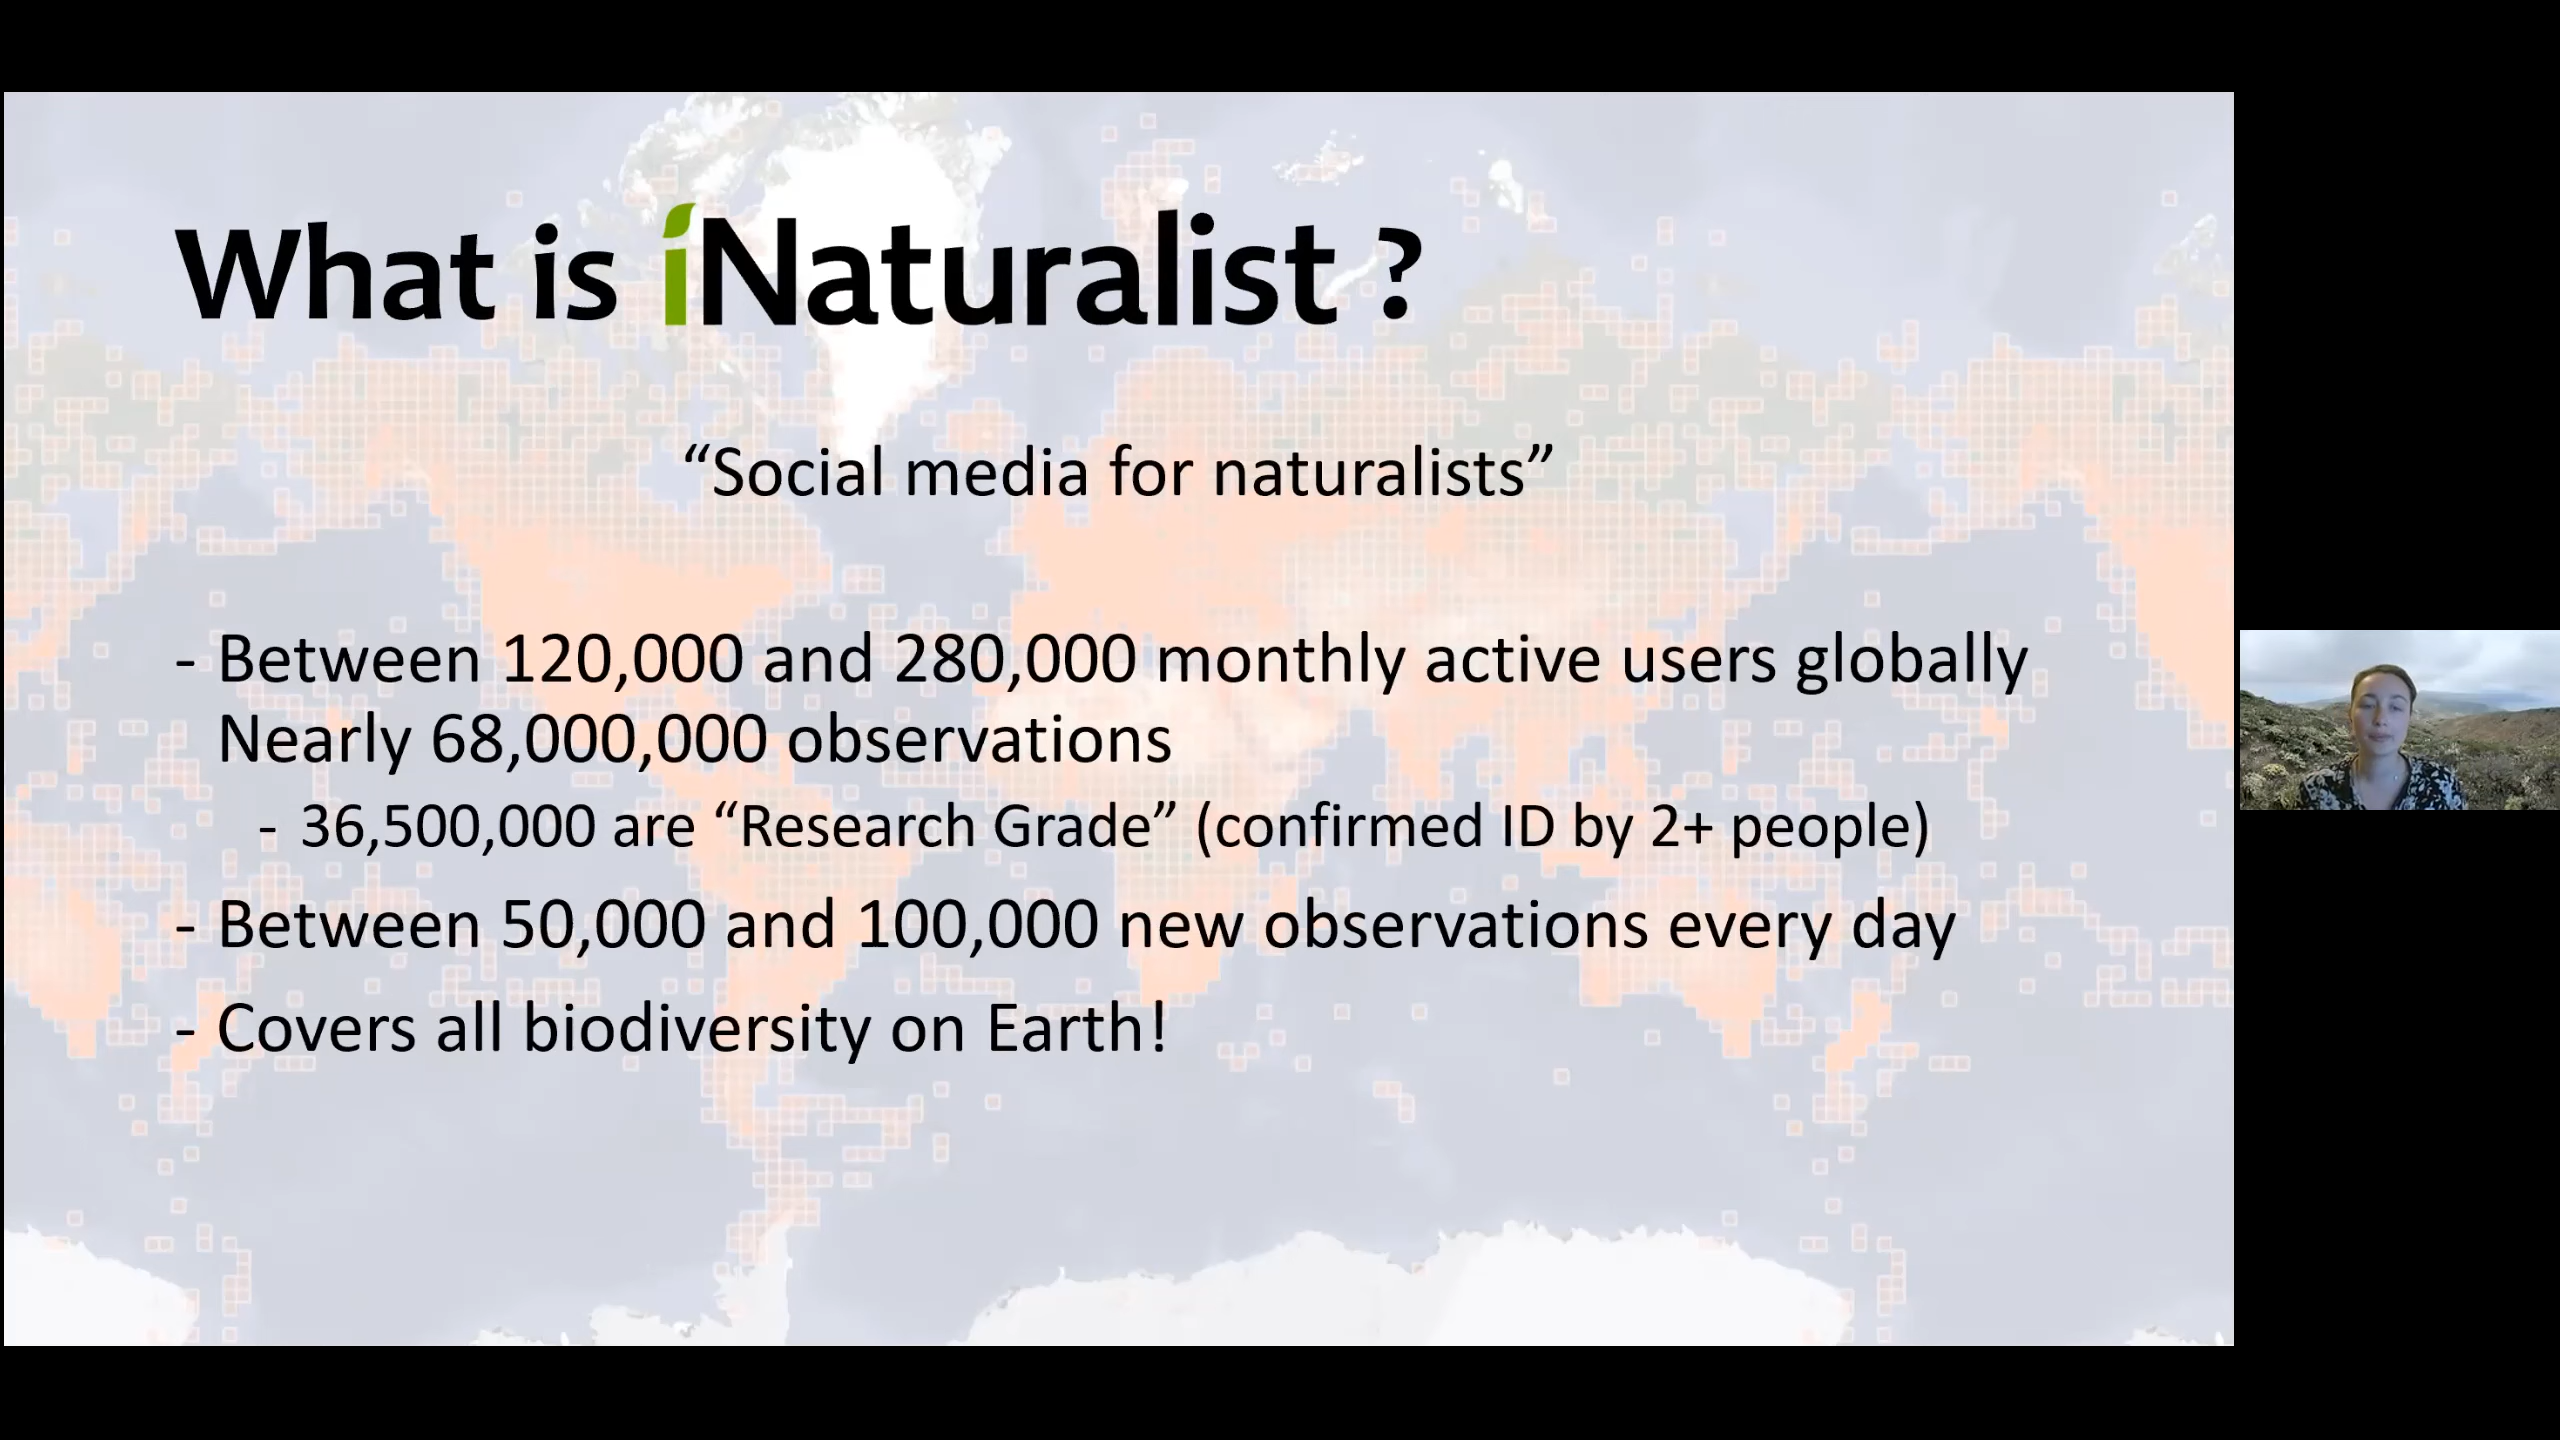 What is iNaturalist ?
“Social media for naturalists”
- Between 120,000 and 280,000 monthly active users globally
Nearly 68,000,000 observations
- 36,500,000 are “Research Grade” (confirmed ID by 2+ people)
- Between 50,000 and 100,000 new observations every day
- Covers all biodiversity on Earth!